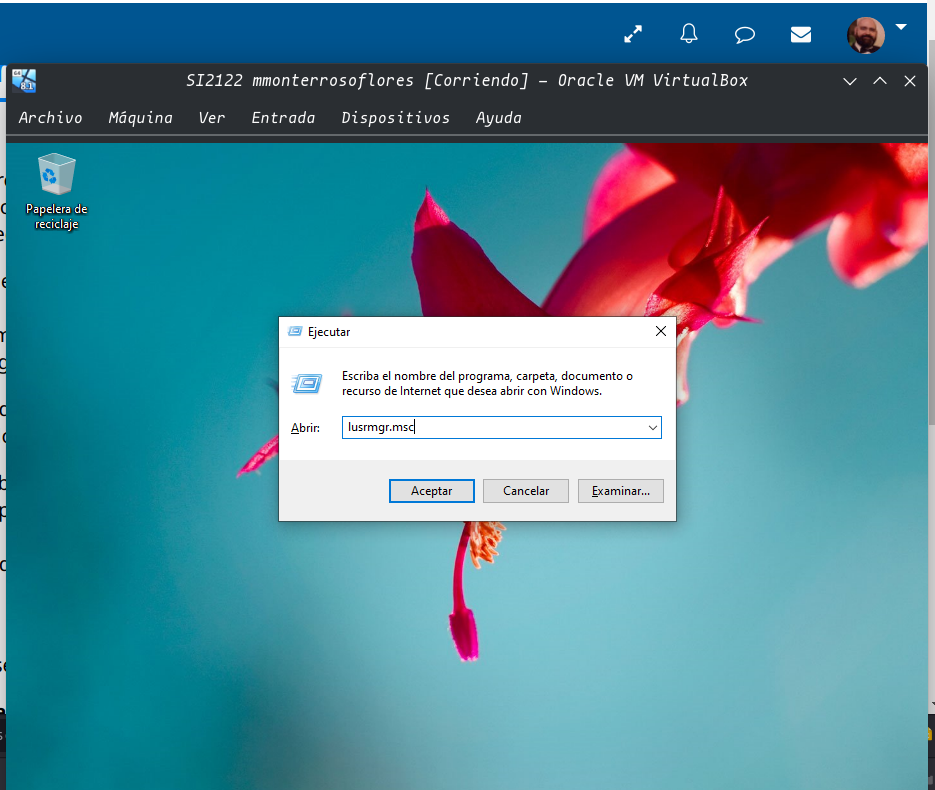 SI2122 mmonterrosoflores [Corriendo] – Oracle VM VirtualBox
Archivo Máquina Ver Entrada Dispositivos Ayuda
Papelera de
reciclaje
Ejecutar
Escriba el nombre del programa, carpeta, documento o
recurso de Internet que desea abrir con Windows.
Abrir: lusrmgr.msc
Aceptar Cancelar Examinar...